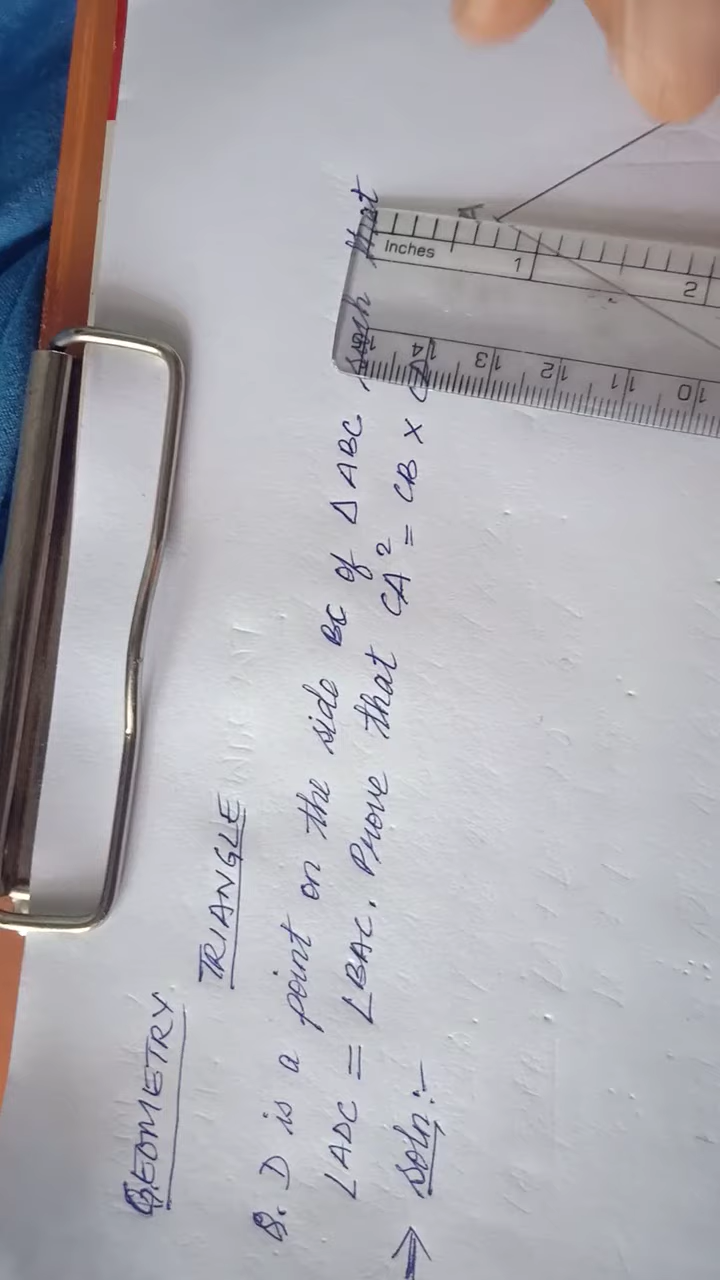 GEOMETRY
TRIANGLE
Q. D is a point on the side BC of Δ ABC such that
∠ADC = ∠BAC. Prove that CA² = CB × CD
→ Soln:-
A
Inches
1 2
15 14 13 12 11 10